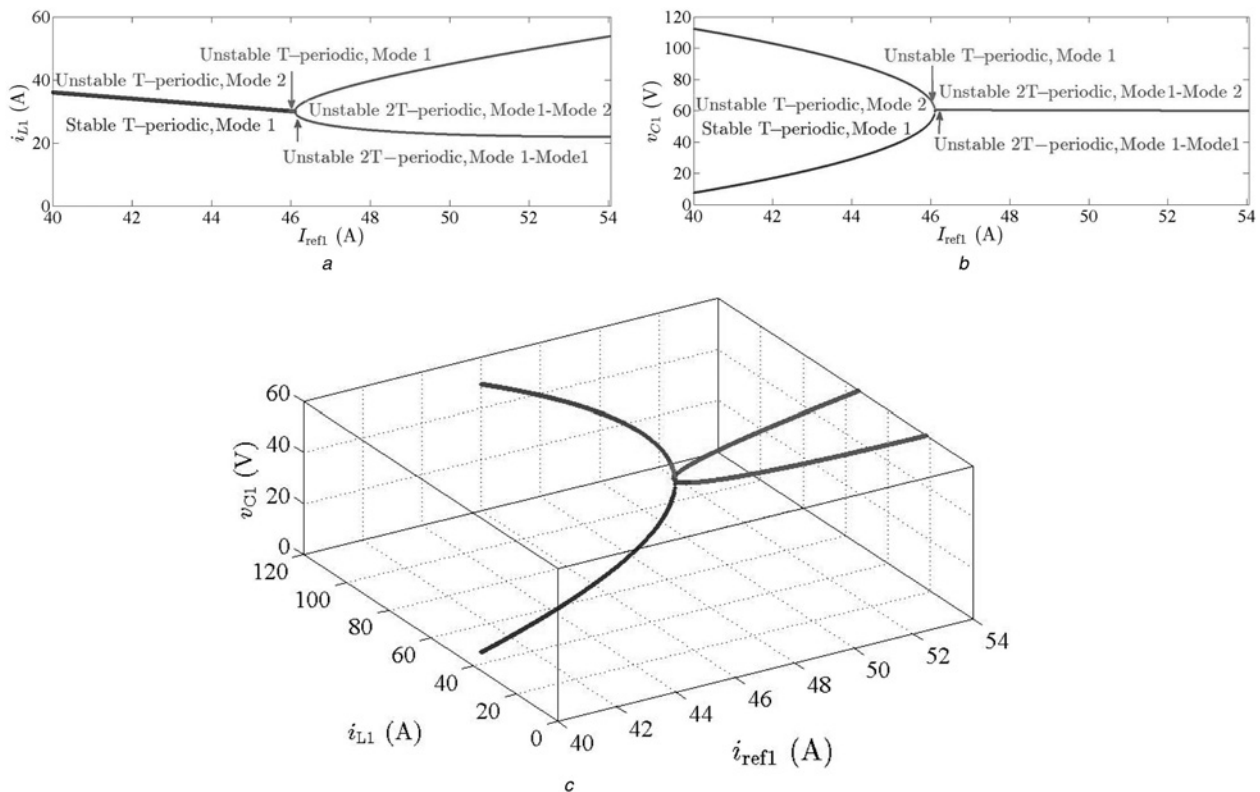 60
40
20
0
i_L1 (A)
Unstable T−periodic, Mode 1
Unstable T−periodic, Mode 2
Stable T−periodic, Mode 1
Unstable 2T−periodic, Mode1-Mode 2
Unstable 2T−periodic, Mode 1-Mode1
40 42 44 46 48 50 52 54
I_ref1 (A)
a
120
100
80
60
40
20
0
v_C1 (V)
Unstable T−periodic, Mode 1
Unstable T−periodic, Mode 2
Stable T−periodic, Mode 1
Unstable 2T−periodic, Mode1-Mode 2
Unstable 2T−periodic, Mode 1-Mode1
40 42 44 46 48 50 52 54
I_ref1 (A)
b
60
40
20
0
v_C1 (V)
120
100
80
60
40
20
0
i_L1 (A)
40 42 44 46 48 50 52 54
i_ref1 (A)
c